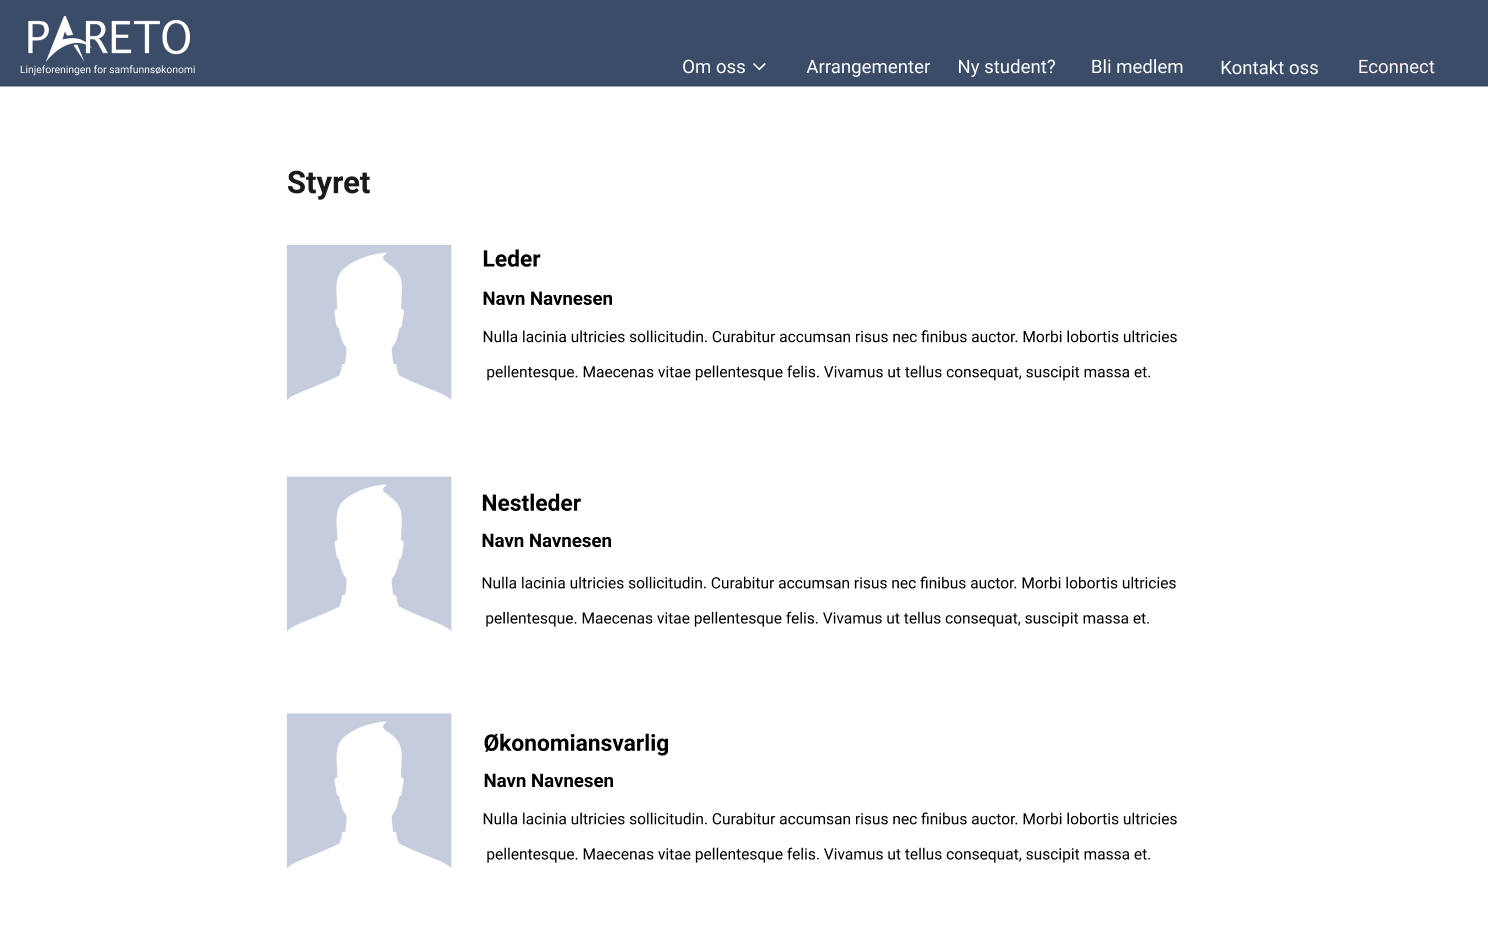 PARETO
Linjeforeningen for samfunnsøkonomi
Om oss Arrangementer Ny student? Bli medlem Kontakt oss Econnect
Styret
Leder
Navn Navnesen
Nulla lacinia ultricies sollicitudin. Curabitur accumsan risus nec finibus auctor. Morbi lobortis ultricies
pellentesque. Maecenas vitae pellentesque felis. Vivamus ut tellus consequat, suscipit massa et.
Nestleder
Navn Navnesen
Nulla lacinia ultricies sollicitudin. Curabitur accumsan risus nec finibus auctor. Morbi lobortis ultricies
pellentesque. Maecenas vitae pellentesque felis. Vivamus ut tellus consequat, suscipit massa et.
Økonomiansvarlig
Navn Navnesen
Nulla lacinia ultricies sollicitudin. Curabitur accumsan risus nec finibus auctor. Morbi lobortis ultricies
pellentesque. Maecenas vitae pellentesque felis. Vivamus ut tellus consequat, suscipit massa et.